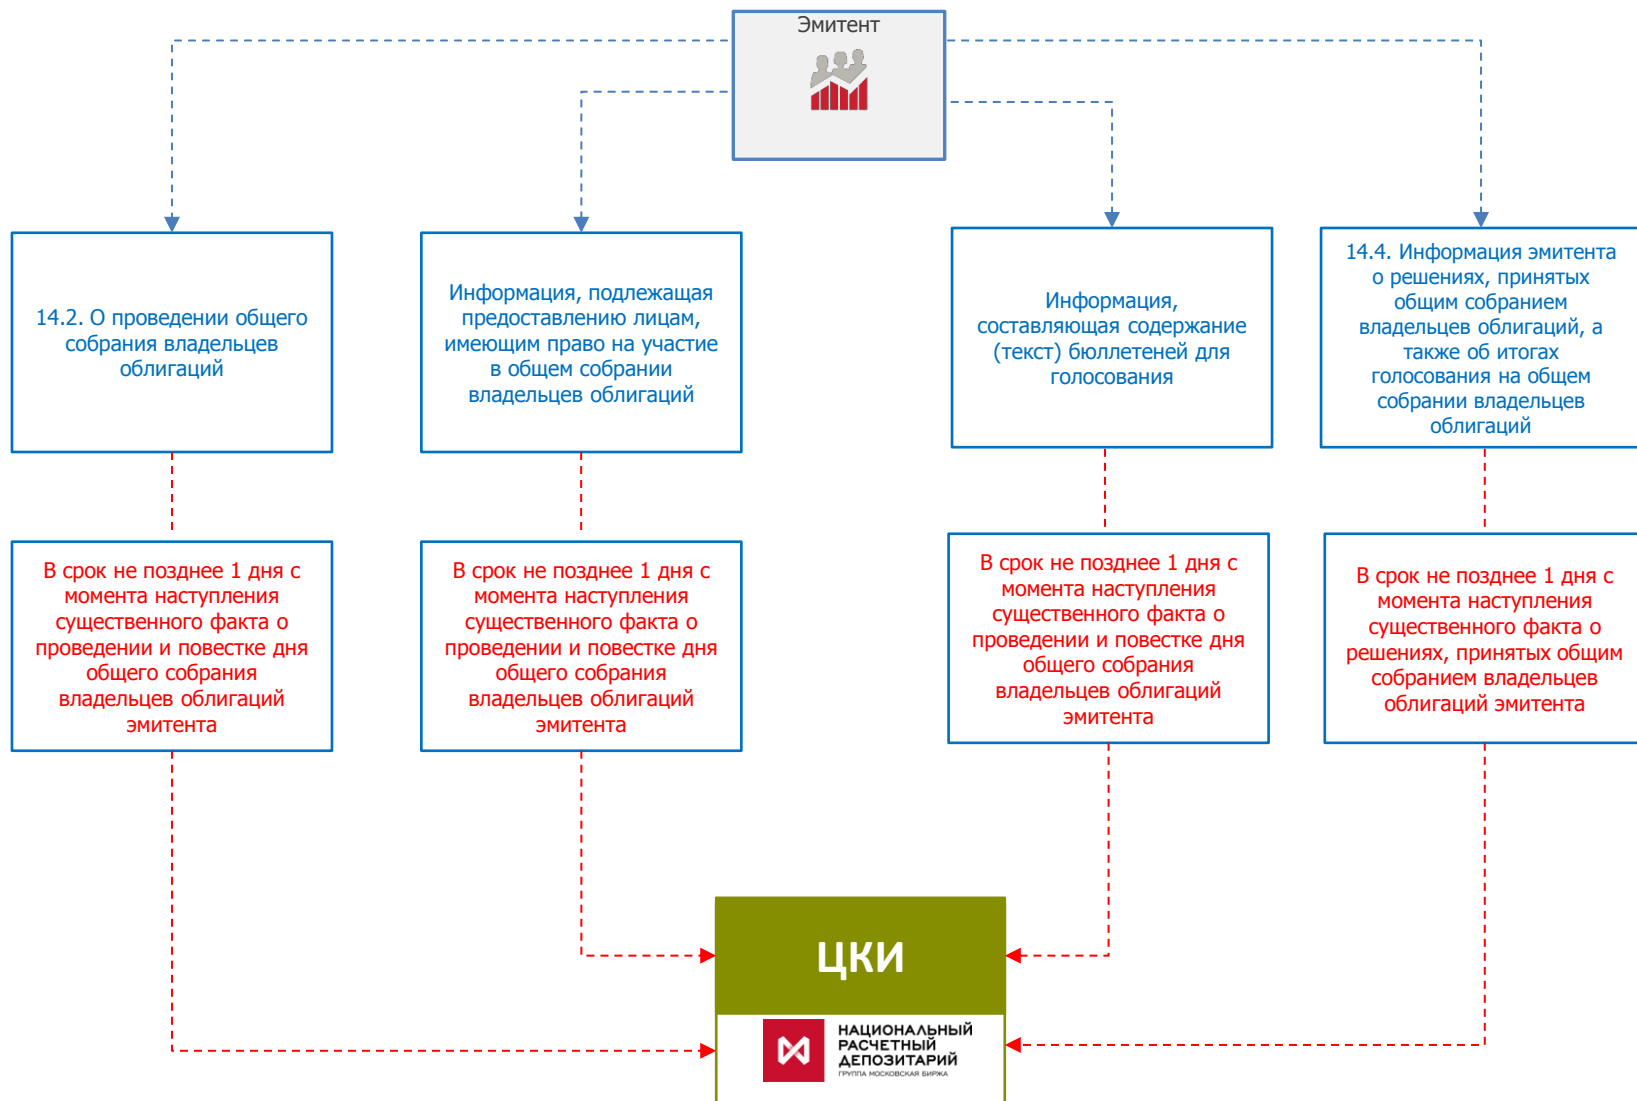 Эмитент
14.2. О проведении общего
собрания владельцев
облигаций
Информация, подлежащая
предоставлению лицам,
имеющим право на участие
в общем собрании
владельцев облигаций
Информация,
составляющая содержание
(текст) бюллетеней для
голосования
14.4. Информация эмитента
о решениях, принятых
общим собранием
владельцев облигаций, а
также об итогах
голосования на общем
собрании владельцев
облигаций
В срок не позднее 1 дня с
момента наступления
существенного факта о
проведении и повестке дня
общего собрания
владельцев облигаций
эмитента
В срок не позднее 1 дня с
момента наступления
существенного факта о
проведении и повестке дня
общего собрания
владельцев облигаций
эмитента
В срок не позднее 1 дня с
момента наступления
существенного факта о
проведении и повестке дня
общего собрания
владельцев облигаций
эмитента
В срок не позднее 1 дня с
момента наступления
существенного факта о
решениях, принятых общим
собранием владельцев
облигаций эмитента
ЦКИ
НАЦИОНАЛЬНЫЙ
РАСЧЕТНЫЙ
ДЕПОЗИТАРИЙ
ГРУППА МОСКОВСКАЯ БИРЖА